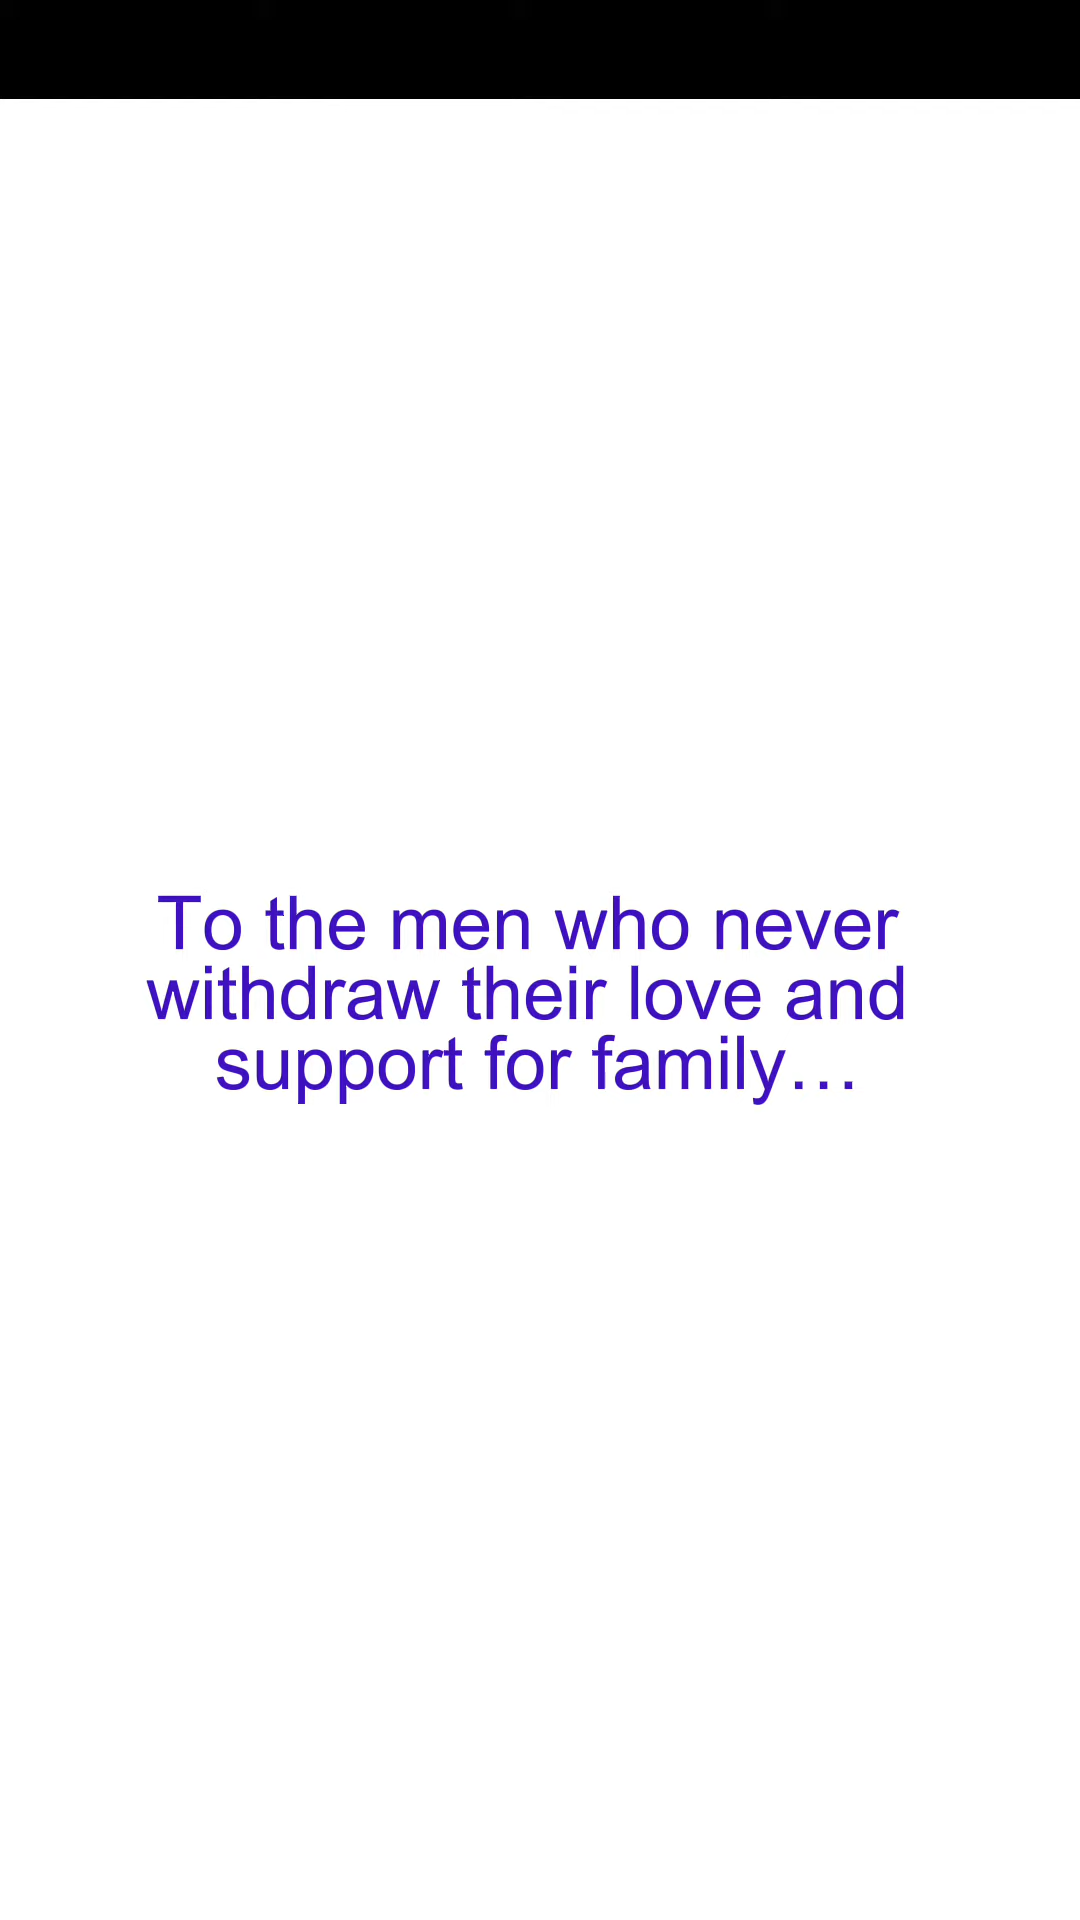 To the men who never
withdraw their love and
support for family…